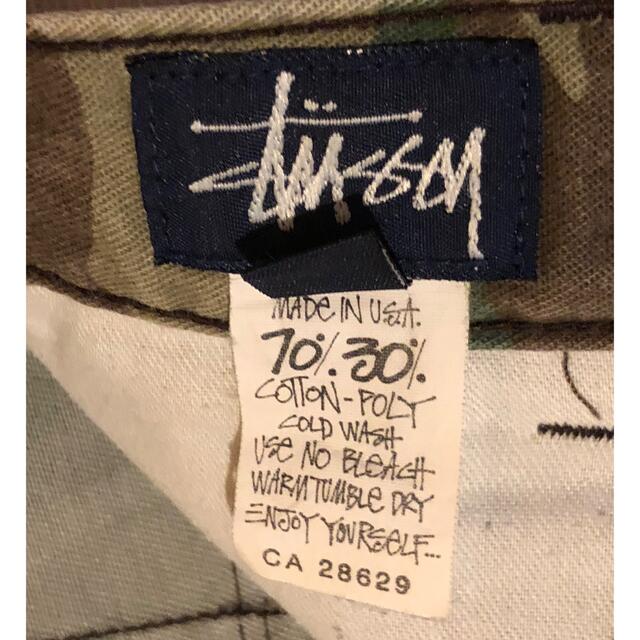 Stüssy
MADE IN U.S.A.
70% 30%
COTTON-POLY
COLD WASH
USE NO BLEACH
WARM TUMBLE DRY
ENJOY YOURSELF...
CA 28629